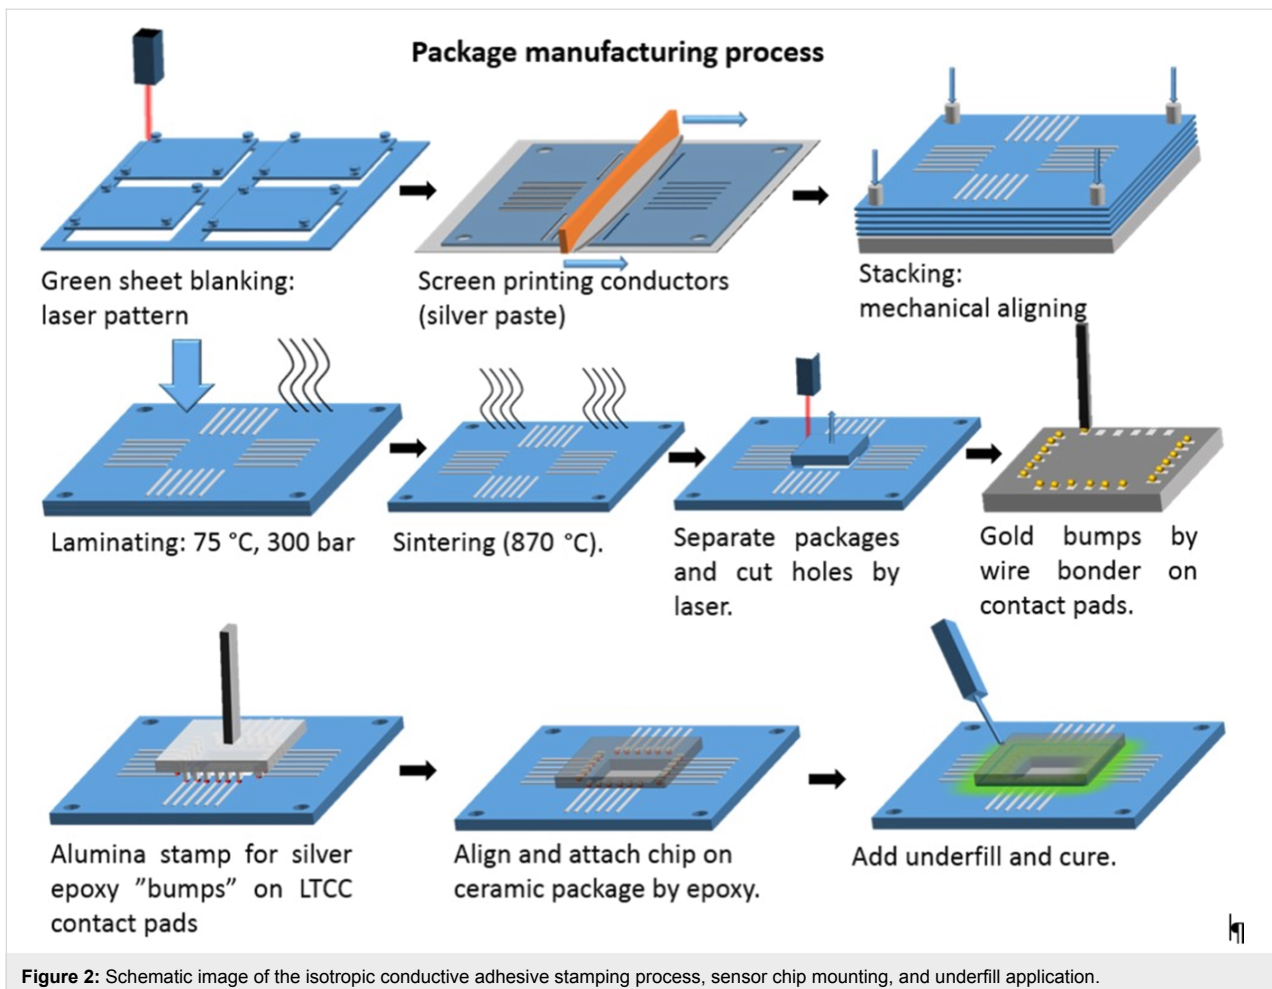 Package manufacturing process
Green sheet blanking:
laser pattern
Screen printing conductors
(silver paste)
Stacking:
mechanical aligning
Laminating: 75 °C, 300 bar
Sintering (870 °C).
Separate packages
and cut holes by
laser.
Gold bumps by
wire bonder on
contact pads.
Alumina stamp for silver
epoxy ”bumps” on LTCC
contact pads
Align and attach chip on
ceramic package by epoxy.
Add underfill and cure.
¶
Figure 2: Schematic image of the isotropic conductive adhesive stamping process, sensor chip mounting, and underfill application.